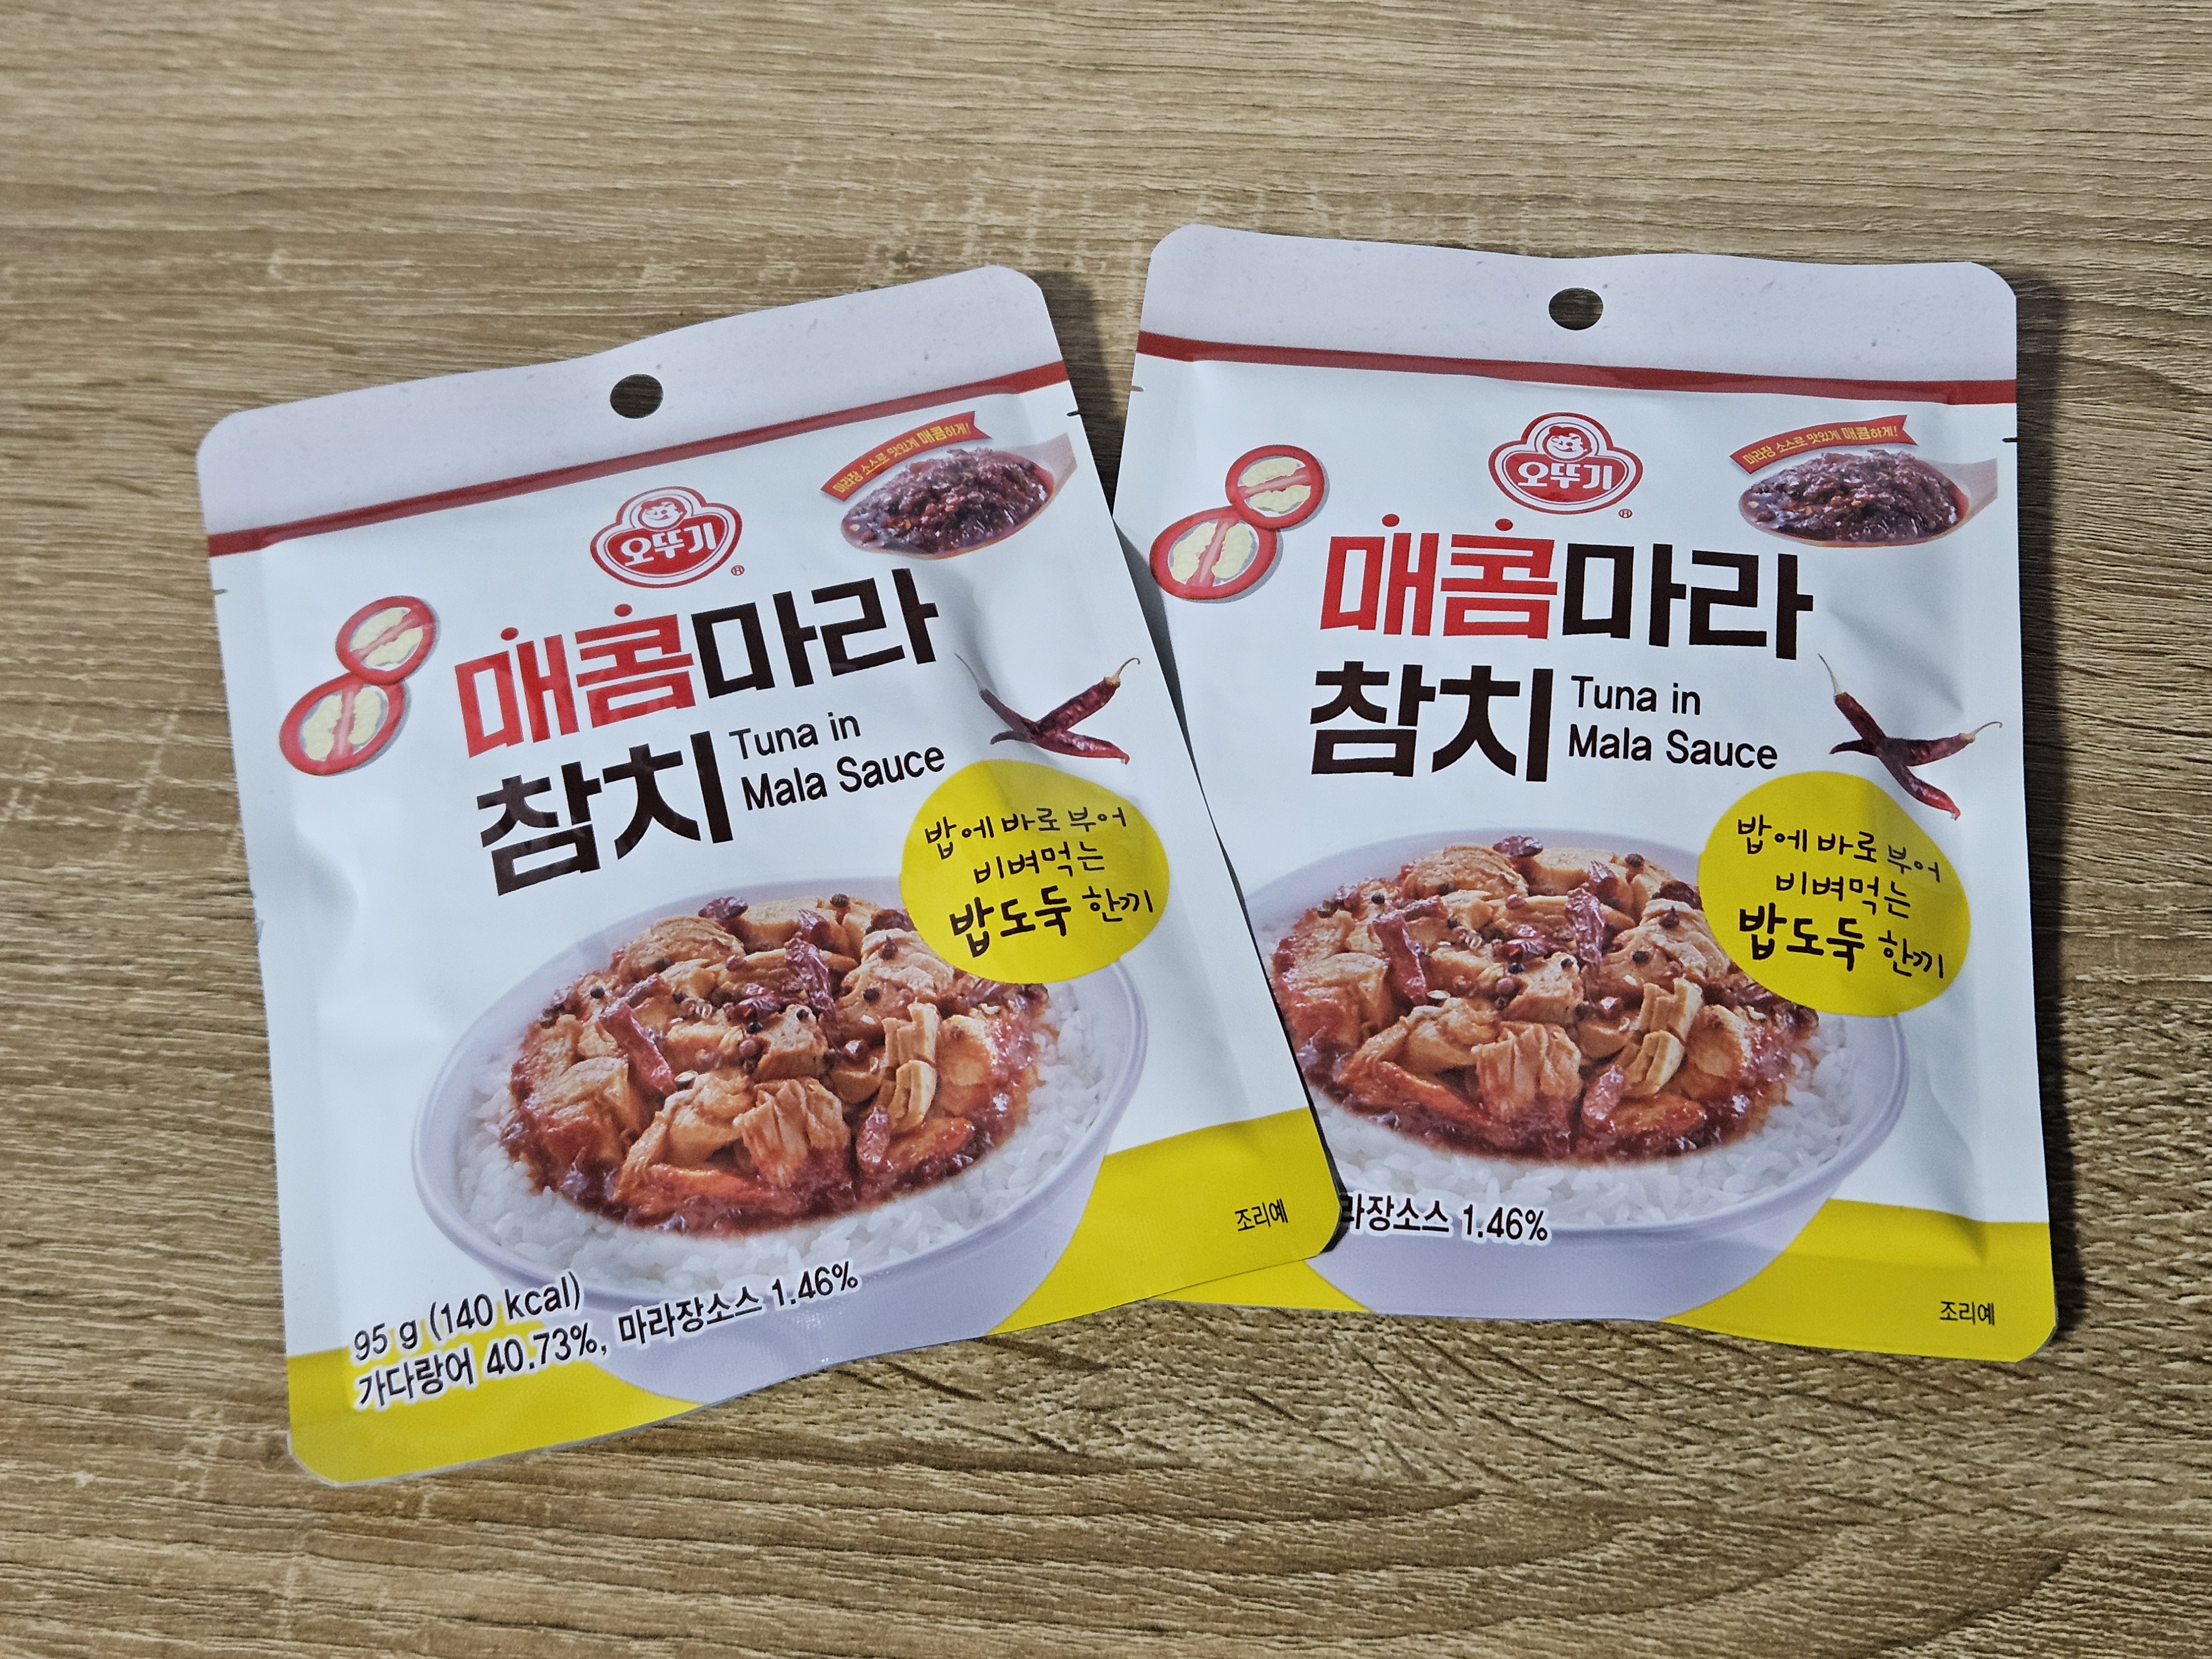 마라장 소스로 맛있게 매콤하게!
오뚜기
®
매콤마라
참치
Tuna in
Mala Sauce
밥에 바로 부어
비벼먹는
밥도둑 한끼
조리예
95 g (140 kcal)
가다랑어 40.73%, 마라장소스 1.46%
마라장 소스로 맛있게 매콤하게!
오뚜기
®
매콤마라
참치
Tuna in
Mala Sauce
밥에 바로 부어
비벼먹는
밥도둑 한끼
라장소스 1.46%
조리예